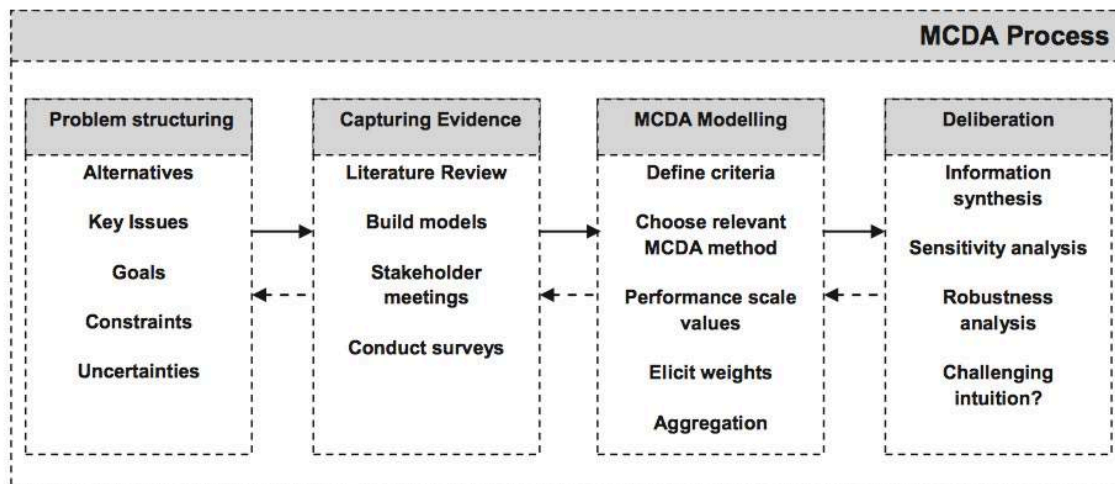 MCDA Process
Problem structuring
Alternatives
Key Issues
Goals
Constraints
Uncertainties
Capturing Evidence
Literature Review
Build models
Stakeholder
meetings
Conduct surveys
MCDA Modelling
Define criteria
Choose relevant
MCDA method
Performance scale
values
Elicit weights
Aggregation
Deliberation
Information
synthesis
Sensitivity analysis
Robustness
analysis
Challenging
intuition?